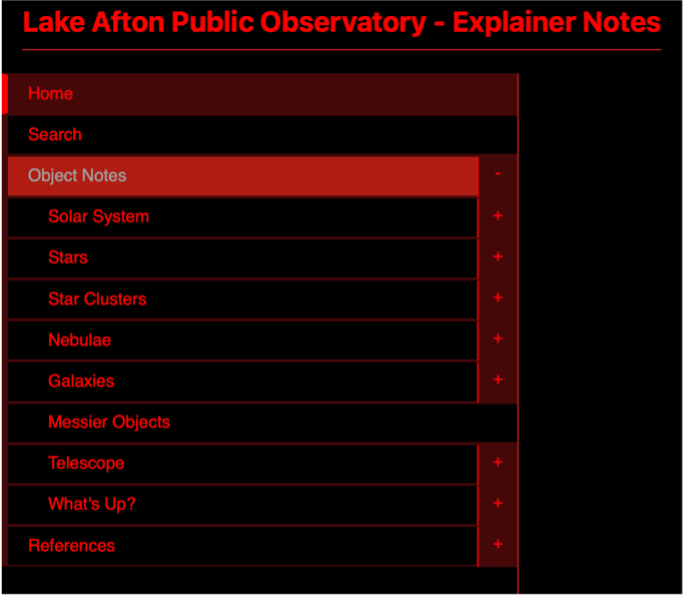 Lake Afton Public Observatory - Explainer Notes
Home
Search
Object Notes -
Solar System +
Stars +
Star Clusters +
Nebulae +
Galaxies +
Messier Objects
Telescope +
What's Up? +
References +